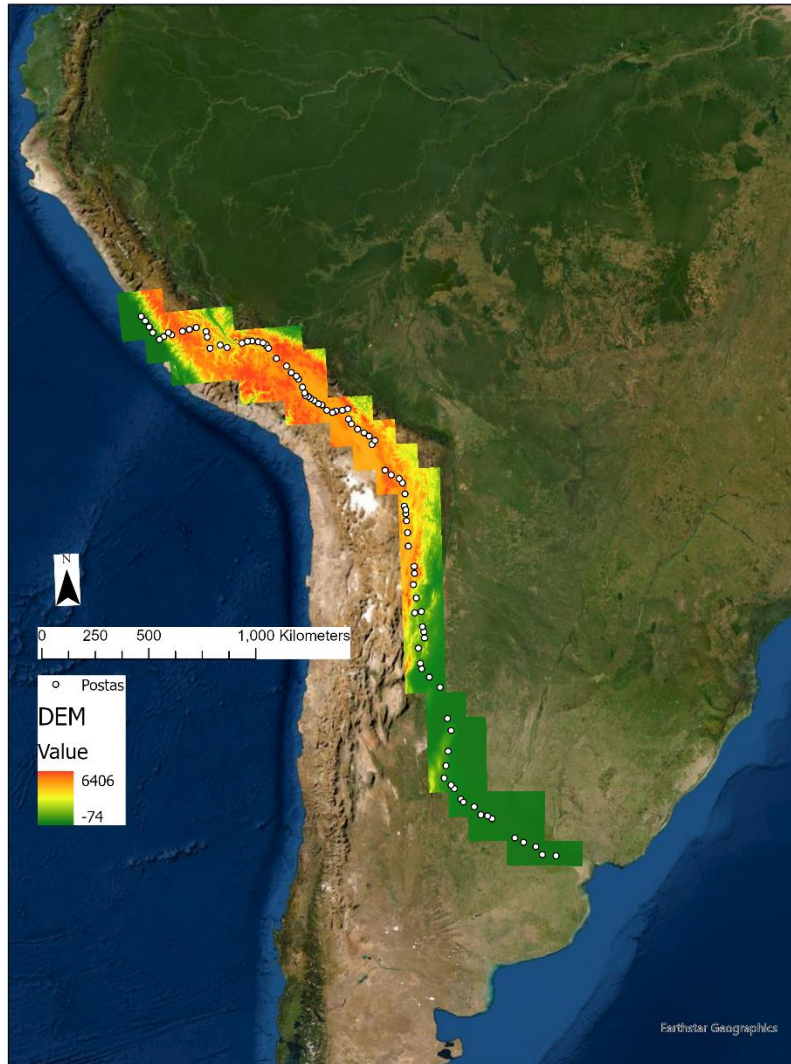 N
0 250 500 1,000 Kilometers
Postas
DEM
Value
6406
-74
Earthstar Geographics